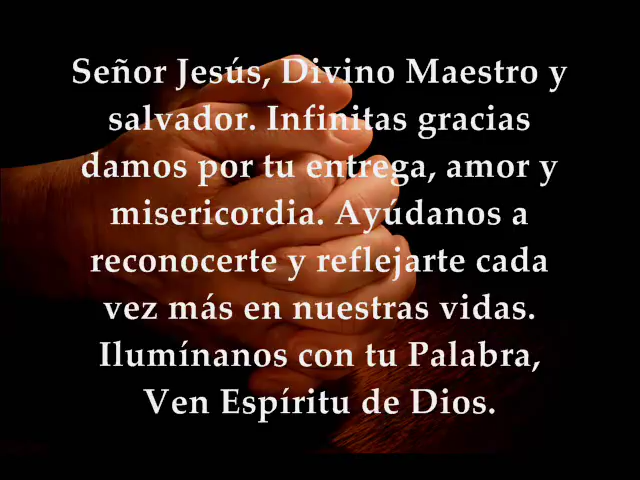 Señor Jesús, Divino Maestro y
salvador. Infinitas gracias
damos por tu entrega, amor y
misericordia. Ayúdanos a
reconocerte y reflejarte cada
vez más en nuestras vidas.
Ilumínanos con tu Palabra,
Ven Espíritu de Dios.